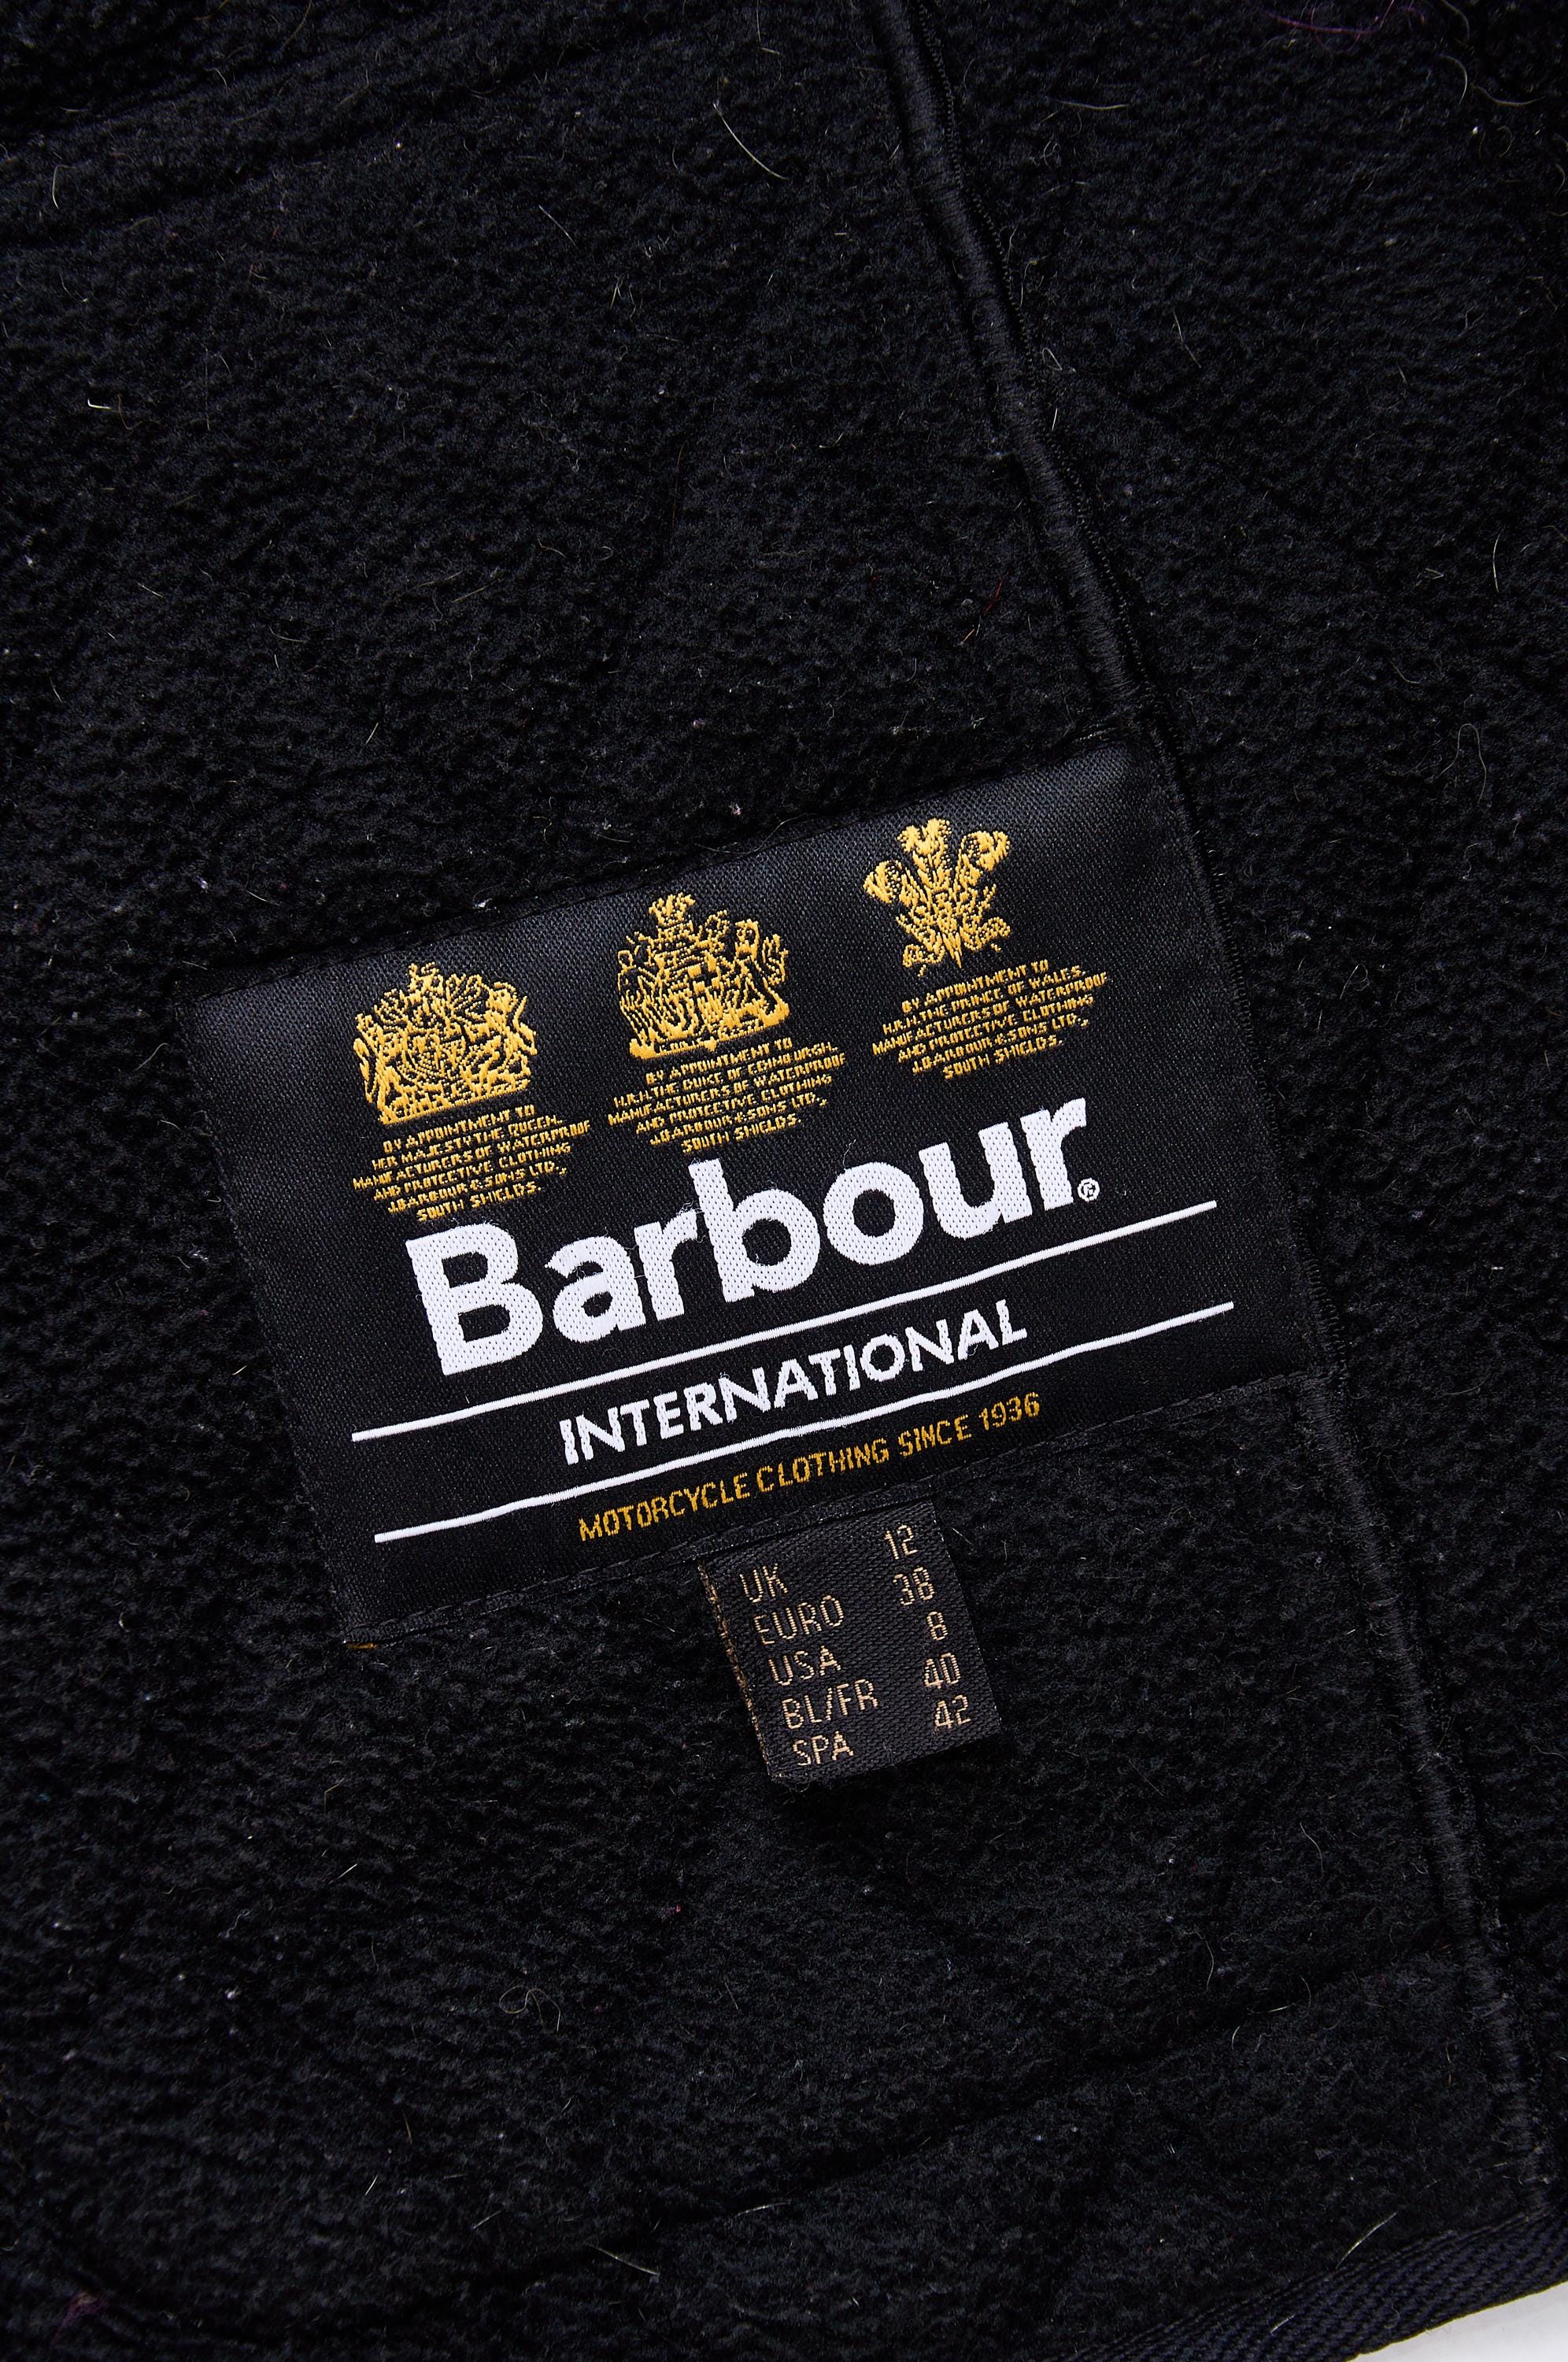 BY APPOINTMENT TO
HER MAJESTY THE QUEEN.
MANUFACTURERS OF WATERPROOF
AND PROTECTIVE CLOTHING
J.BARBOUR & SONS LTD.,
SOUTH SHIELDS.
BY APPOINTMENT TO
H.R.H. THE DUKE OF EDINBURGH.
MANUFACTURERS OF WATERPROOF
AND PROTECTIVE CLOTHING
J.BARBOUR & SONS LTD.,
SOUTH SHIELDS.
BY APPOINTMENT TO
H.R.H. THE PRINCE OF WALES.
MANUFACTURERS OF WATERPROOF
AND PROTECTIVE CLOTHING
J.BARBOUR & SONS LTD.,
SOUTH SHIELDS.
Barbour®
INTERNATIONAL
MOTORCYCLE CLOTHING SINCE 1936
UK 12
EURO 38
USA 8
BL/FR 40
SPA 42